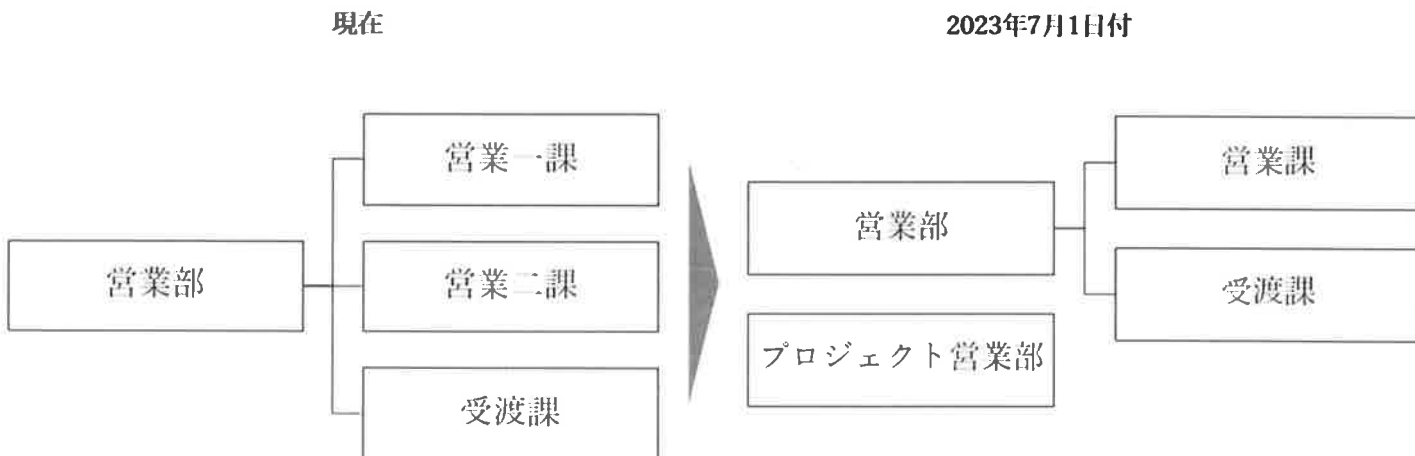 現在
営業部
営業一課
営業二課
受渡課
2023年7月1日付
営業部
プロジェクト営業部
営業課
受渡課